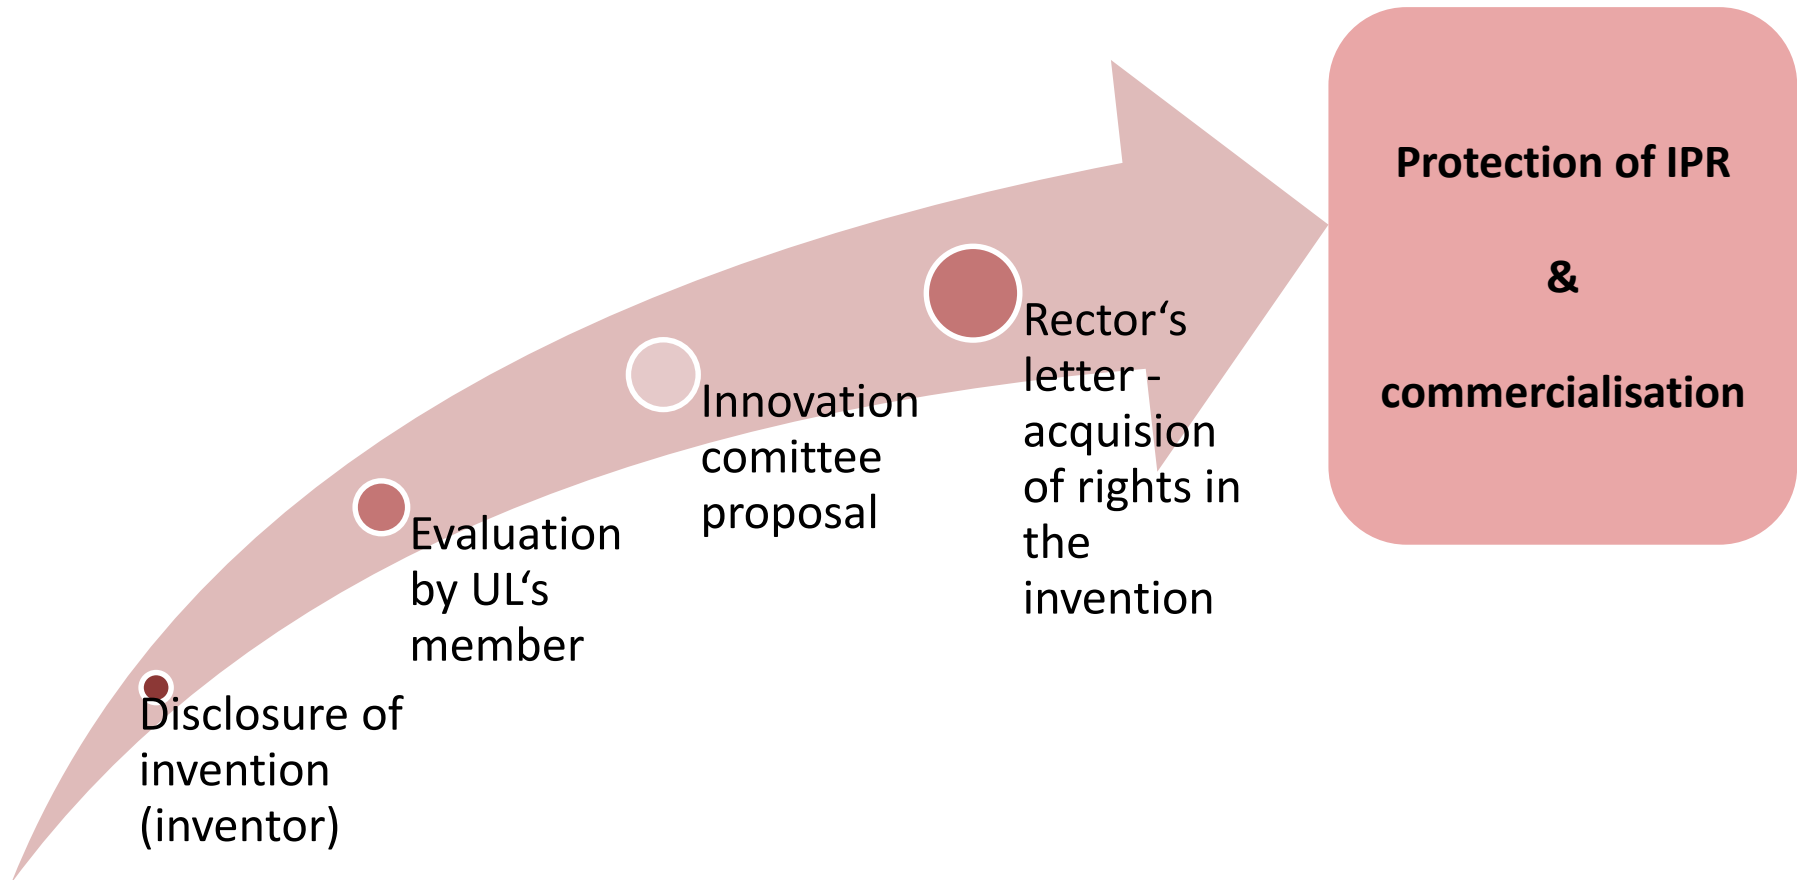 Disclosure of
invention
(inventor)
Evaluation
by UL‘s
member
Innovation
comittee
proposal
Rector‘s
letter -
acquision
of rights in
the
invention
Protection of IPR
&
commercialisation